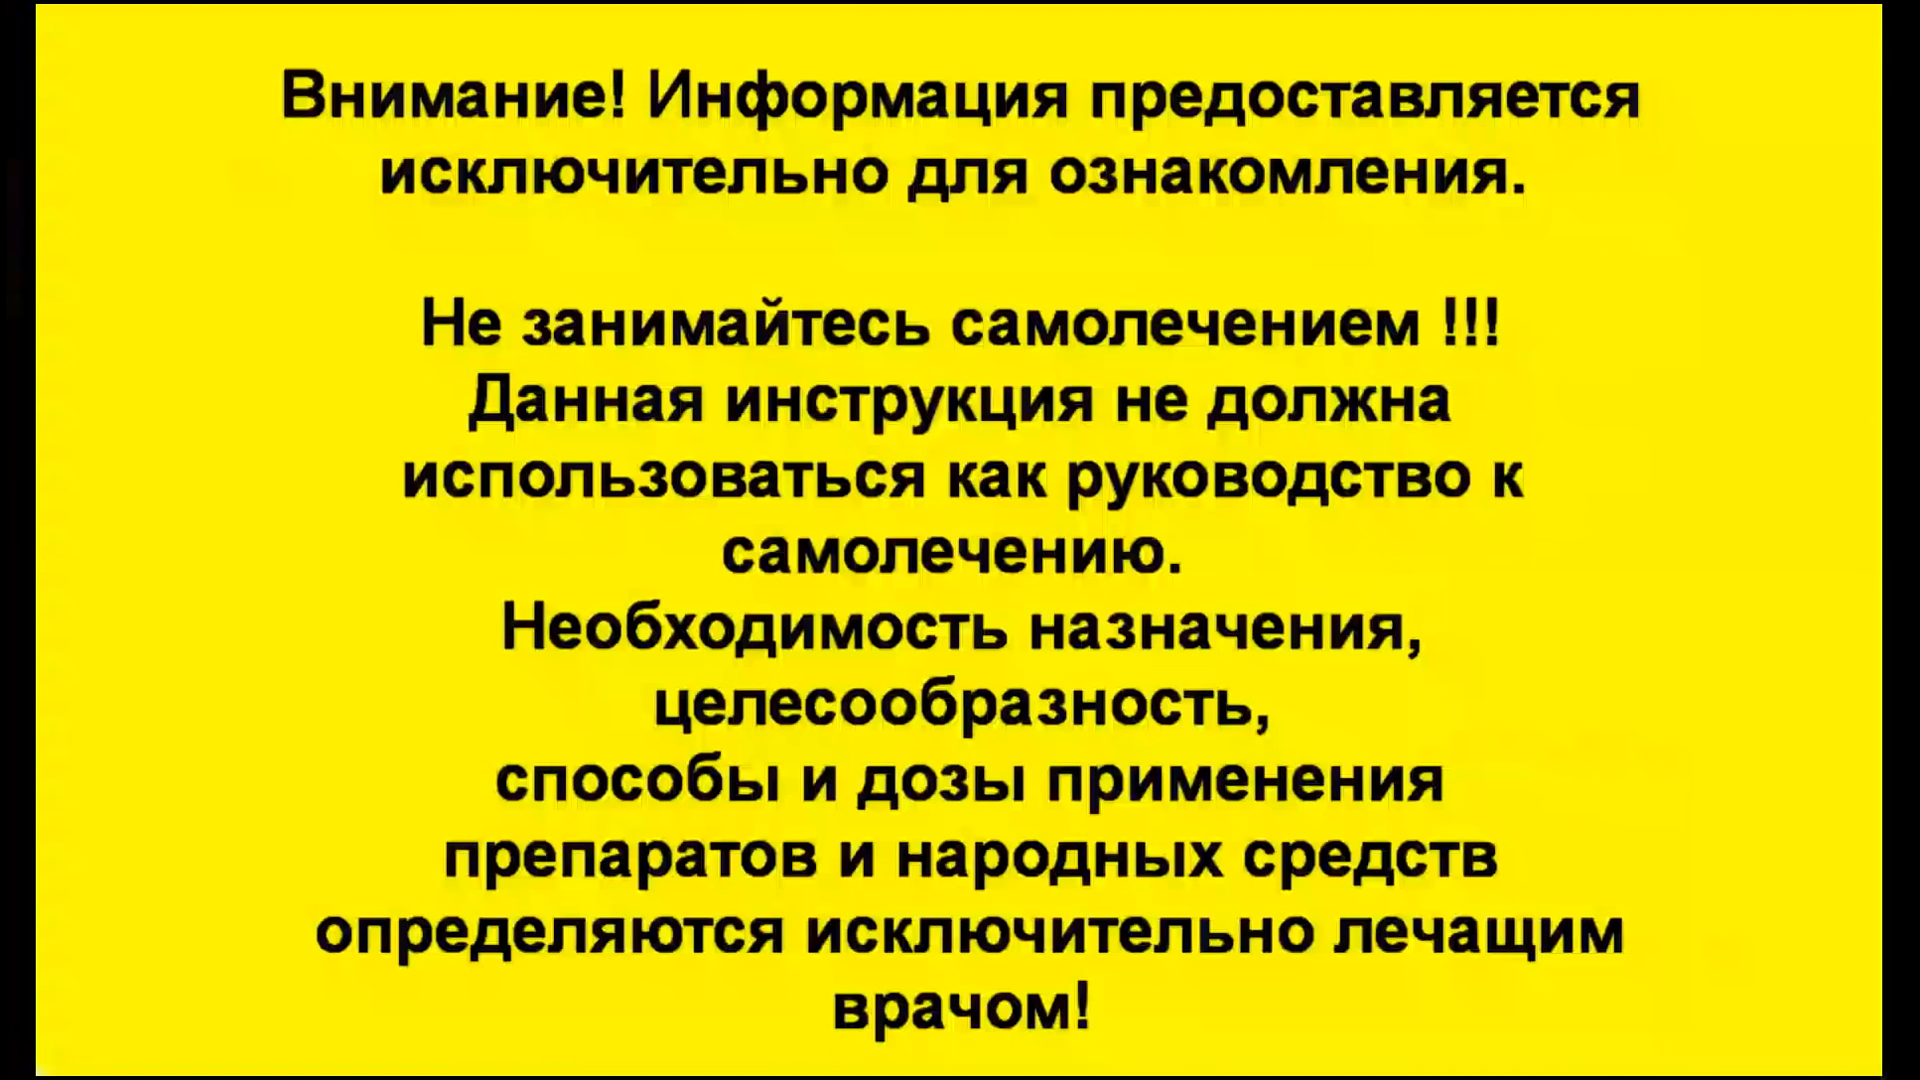 Внимание! Информация предоставляется
исключительно для ознакомления.
Не занимайтесь самолечением !!!
Данная инструкция не должна
использоваться как руководство к
самолечению.
Необходимость назначения,
целесообразность,
способы и дозы применения
препаратов и народных средств
определяются исключительно лечащим
врачом!